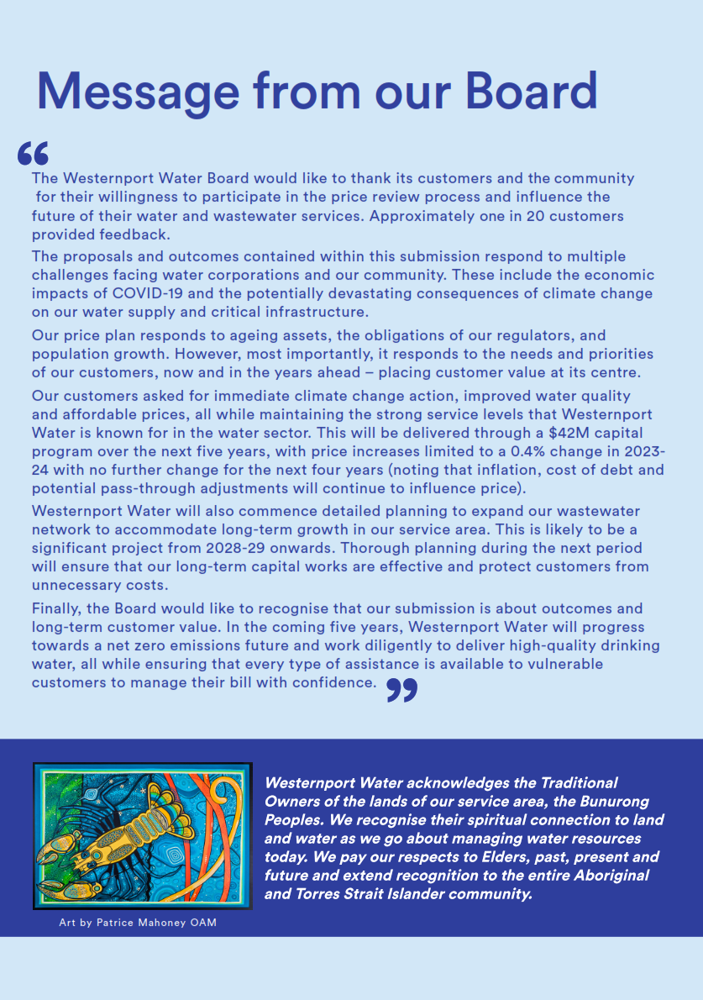 Message from our Board
“
The Westernport Water Board would like to thank its customers and the community
for their willingness to participate in the price review process and influence the
future of their water and wastewater services. Approximately one in 20 customers
provided feedback.
The proposals and outcomes contained within this submission respond to multiple
challenges facing water corporations and our community. These include the economic
impacts of COVID-19 and the potentially devastating consequences of climate change
on our water supply and critical infrastructure.
Our price plan responds to ageing assets, the obligations of our regulators, and
population growth. However, most importantly, it responds to the needs and priorities
of our customers, now and in the years ahead – placing customer value at its centre.
Our customers asked for immediate climate change action, improved water quality
and affordable prices, all while maintaining the strong service levels that Westernport
Water is known for in the water sector. This will be delivered through a $42M capital
program over the next five years, with price increases limited to a 0.4% change in 2023-
24 with no further change for the next four years (noting that inflation, cost of debt and
potential pass-through adjustments will continue to influence price).
Westernport Water will also commence detailed planning to expand our wastewater
network to accommodate long-term growth in our service area. This is likely to be a
significant project from 2028-29 onwards. Thorough planning during the next period
will ensure that our long-term capital works are effective and protect customers from
unnecessary costs.
Finally, the Board would like to recognise that our submission is about outcomes and
long-term customer value. In the coming five years, Westernport Water will progress
towards a net zero emissions future and work diligently to deliver high-quality drinking
water, all while ensuring that every type of assistance is available to vulnerable
customers to manage their bill with confidence. ”
Westernport Water acknowledges the Traditional
Owners of the lands of our service area, the Bunurong
Peoples. We recognise their spiritual connection to land
and water as we go about managing water resources
today. We pay our respects to Elders, past, present and
future and extend recognition to the entire Aboriginal
and Torres Strait Islander community.
Art by Patrice Mahoney OAM